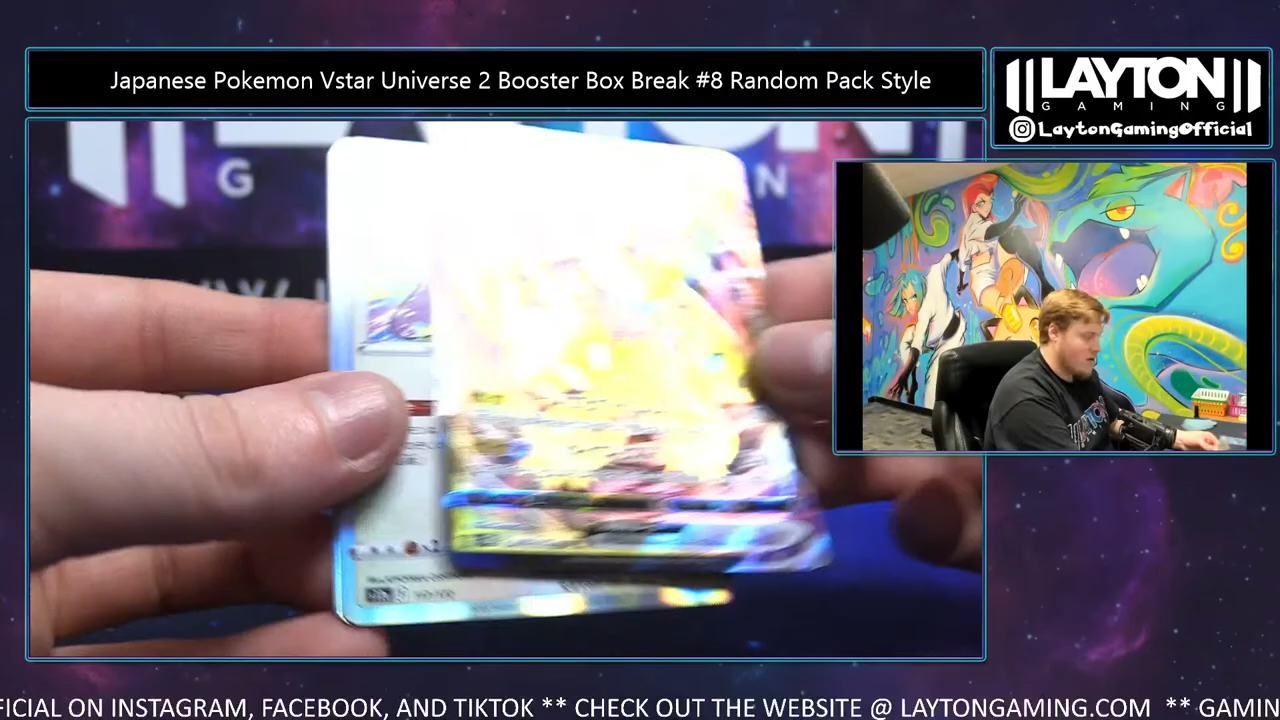 Japanese Pokemon Vstar Universe 2 Booster Box Break #8 Random Pack Style
LAYTON
GAMING
LaytonGamingOfficial
G
N
FICIAL ON INSTAGRAM, FACEBOOK, AND TIKTOK ** CHECK OUT THE WEBSITE @ LAYTONGAMING.COM ** GAMIN